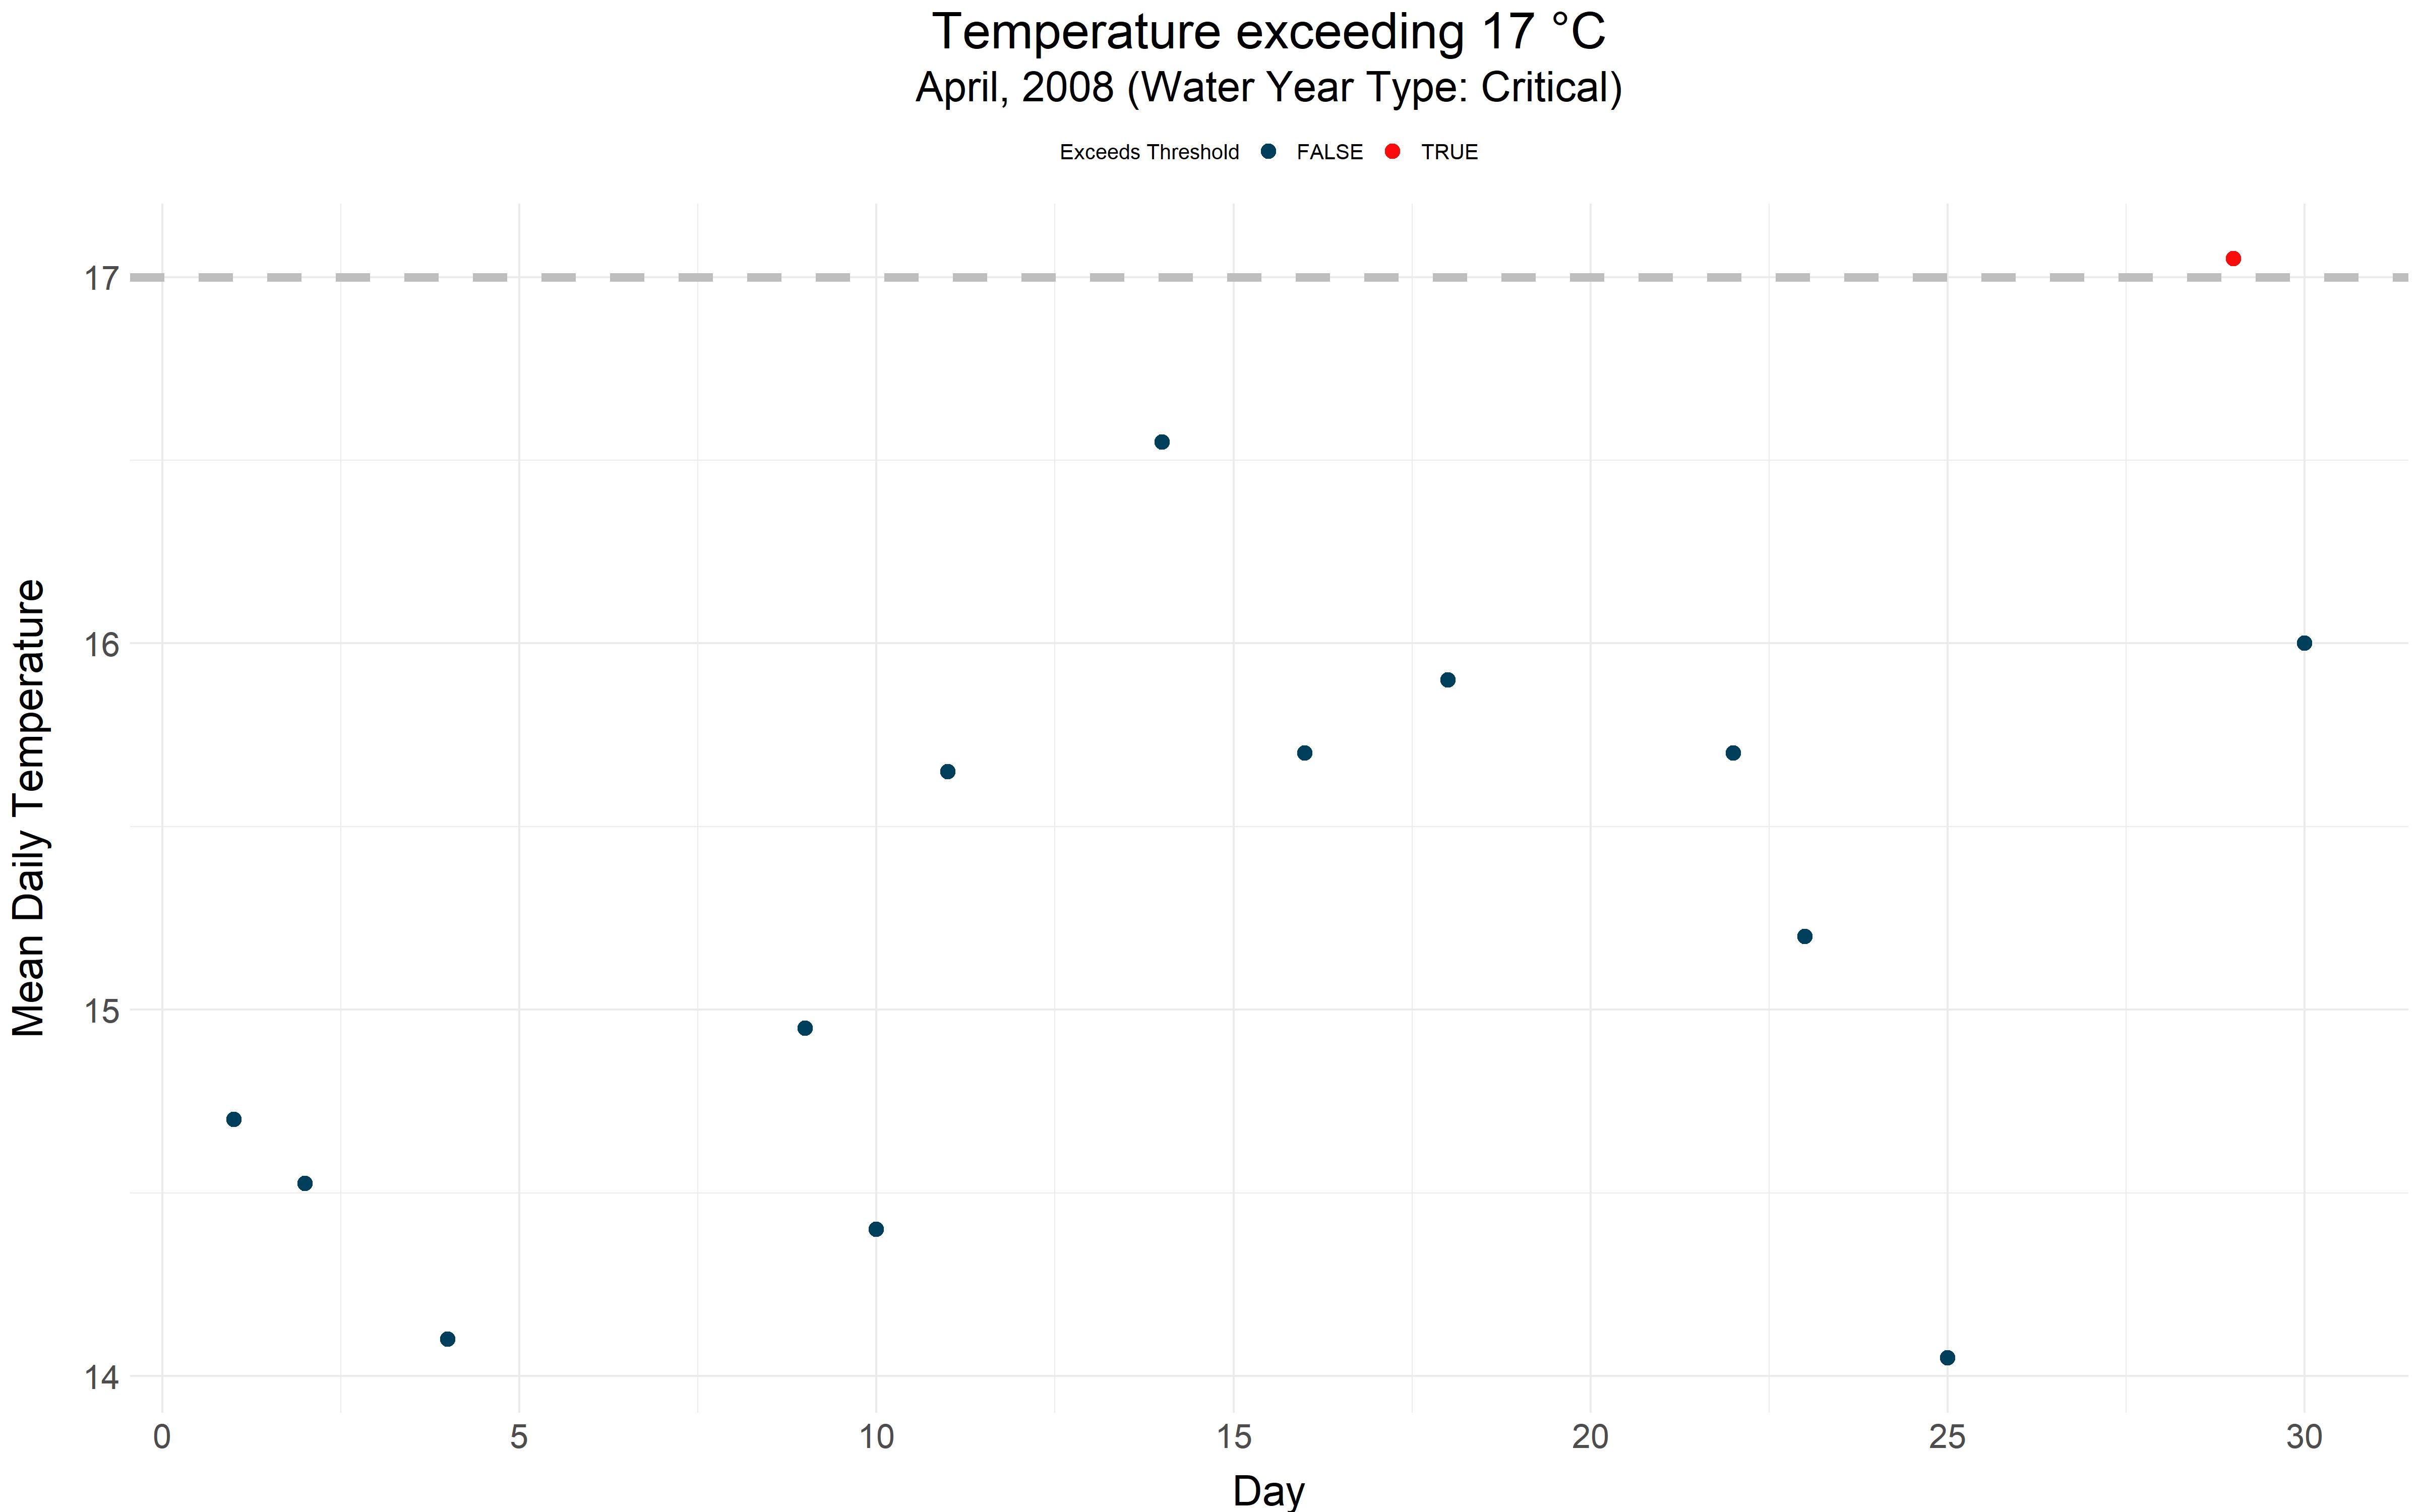 Temperature exceeding 17 °C
April, 2008 (Water Year Type: Critical)
Exceeds Threshold FALSE TRUE
Mean Daily Temperature
17
16
15
14
0 5 10 15 20 25 30
Day